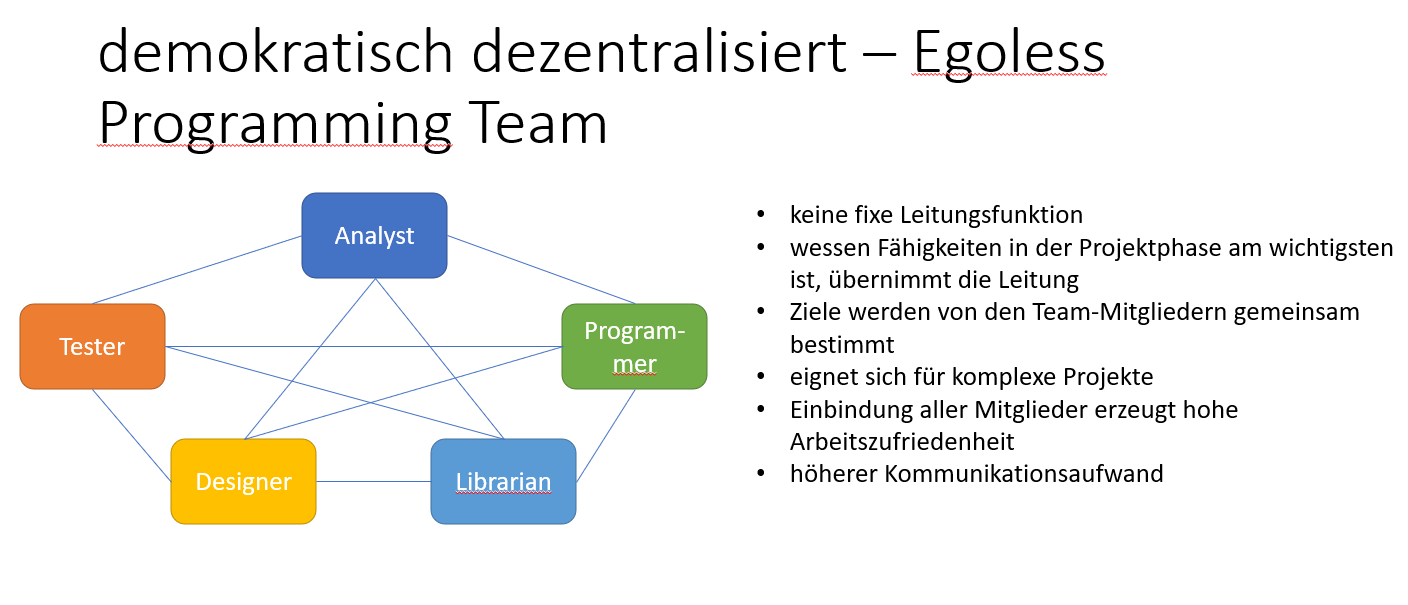 demokratisch dezentralisiert – Egoless
Programming Team
Analyst
Tester
Program-
mer
Designer
Librarian
• keine fixe Leitungsfunktion
• wessen Fähigkeiten in der Projektphase am wichtigsten
ist, übernimmt die Leitung
• Ziele werden von den Team-Mitgliedern gemeinsam
bestimmt
• eignet sich für komplexe Projekte
• Einbindung aller Mitglieder erzeugt hohe
Arbeitszufriedenheit
• höherer Kommunikationsaufwand